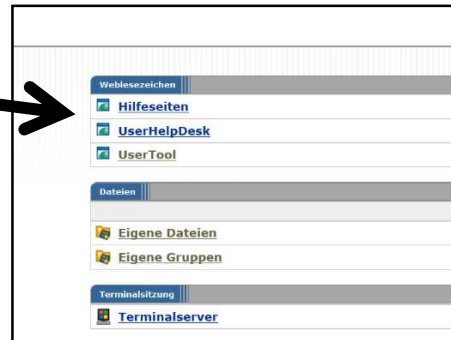 Weblesezeichen
Hilfeseiten
UserHelpDesk
UserTool
Dateien
Eigene Dateien
Eigene Gruppen
Terminalsitzung
Terminalserver